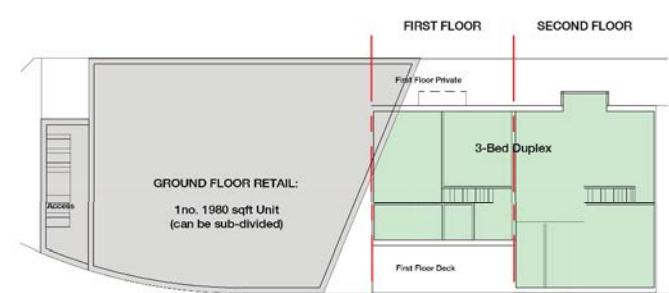 FIRST FLOOR
SECOND FLOOR
First Floor Private
3-Bed Duplex
GROUND FLOOR RETAIL:
1no. 1980 sqft Unit
(can be sub-divided)
Access
First Floor Deck